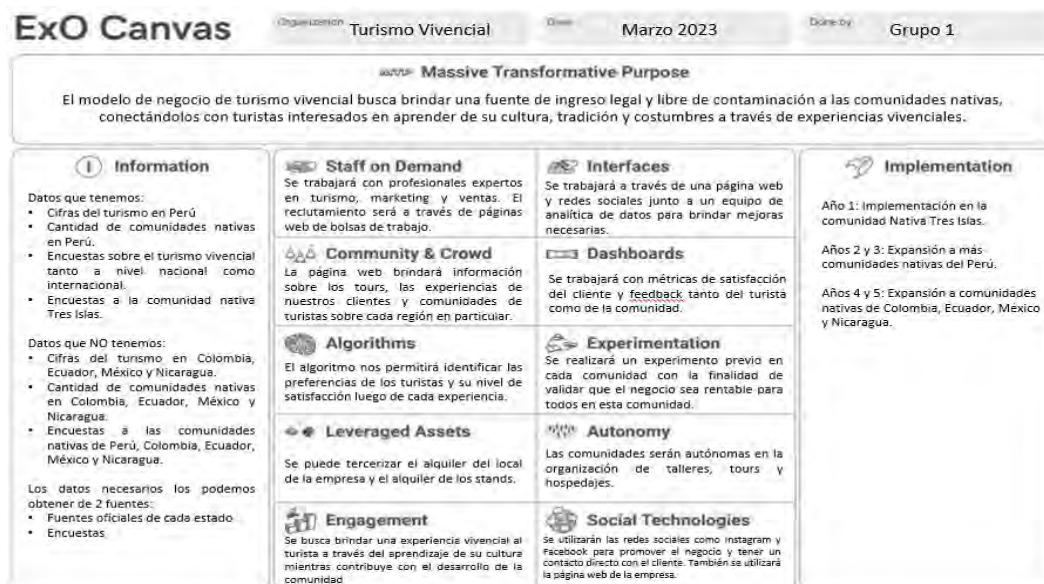 ExO Canvas
Organization Turismo Vivencial
Date Marzo 2023
Done by Grupo 1
Massive Transformative Purpose
El modelo de negocio de turismo vivencial busca brindar una fuente de ingreso legal y libre de contaminación a las comunidades nativas,
conectándolos con turistas interesados en aprender de su cultura, tradición y costumbres a través de experiencias vivenciales.
Information
Datos que tenemos:
• Cifras del turismo en Perú
• Cantidad de comunidades nativas
en Perú.
• Encuestas sobre el turismo vivencial
tanto a nivel nacional como
internacional.
• Encuestas a la comunidad nativa
Tres Islas.
Datos que NO tenemos:
• Cifras del turismo en Colombia,
Ecuador, México y Nicaragua.
• Cantidad de comunidades nativas
en Colombia, Ecuador, México y
Nicaragua.
• Encuestas a las comunidades
nativas de Perú, Colombia, Ecuador,
México y Nicaragua.
Los datos necesarios los podemos
obtener de 2 fuentes:
• Fuentes oficiales de cada estado
• Encuestas
Staff on Demand
Se trabajará con profesionales expertos
en turismo, marketing y ventas. El
reclutamiento será a través de páginas
web de bolsas de trabajo.
Community & Crowd
La página web brindará información
sobre los tours, las experiencias de
nuestros clientes y comunidades de
turistas sobre cada región en particular.
Algorithms
El algoritmo nos permitirá identificar las
preferencias de los turistas y su nivel de
satisfacción luego de cada experiencia.
Leveraged Assets
Se puede tercerizar el alquiler del local
de la empresa y el alquiler de los stands.
Engagement
Se busca brindar una experiencia vivencial al
turista a través del aprendizaje de su cultura
mientras contribuye con el desarrollo de la
comunidad
Interfaces
Se trabajará a través de una página web
y redes sociales junto a un equipo de
analítica de datos para brindar mejoras
necesarias.
Dashboards
Se trabajará con métricas de satisfacción
del cliente y feedback tanto del turista
como de la comunidad.
Experimentation
Se realizará un experimento previo en
cada comunidad con la finalidad de
validar que el negocio sea rentable para
todos en esta comunidad.
Autonomy
Las comunidades serán autónomas en la
organización de talleres, tours y
hospedajes.
Social Technologies
Se utilizarán las redes sociales como Instagram y
Facebook para promover el negocio y tener un
contacto directo con el cliente. También se utilizará
la página web de la empresa.
Implementation
Año 1: Implementación en la
comunidad Nativa Tres Islas.
Años 2 y 3: Expansión a más
comunidades nativas del Perú.
Años 4 y 5: Expansión a comunidades
nativas de Colombia, Ecuador, México
y Nicaragua.